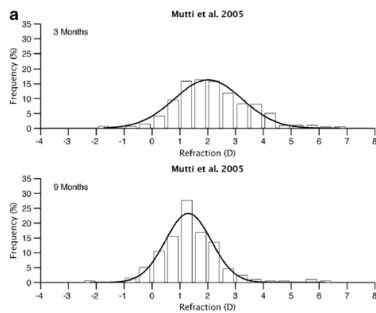 a
Mutti et al. 2005
3 Months
Frequency (%)
35
30
25
20
15
10
5
0
-4 -3 -2 -1 0 1 2 3 4 5 6 7 8
Refraction (D)
Mutti et al. 2005
9 Months
Frequency (%)
35
30
25
20
15
10
5
0
-4 -3 -2 -1 0 1 2 3 4 5 6 7 8
Refraction (D)